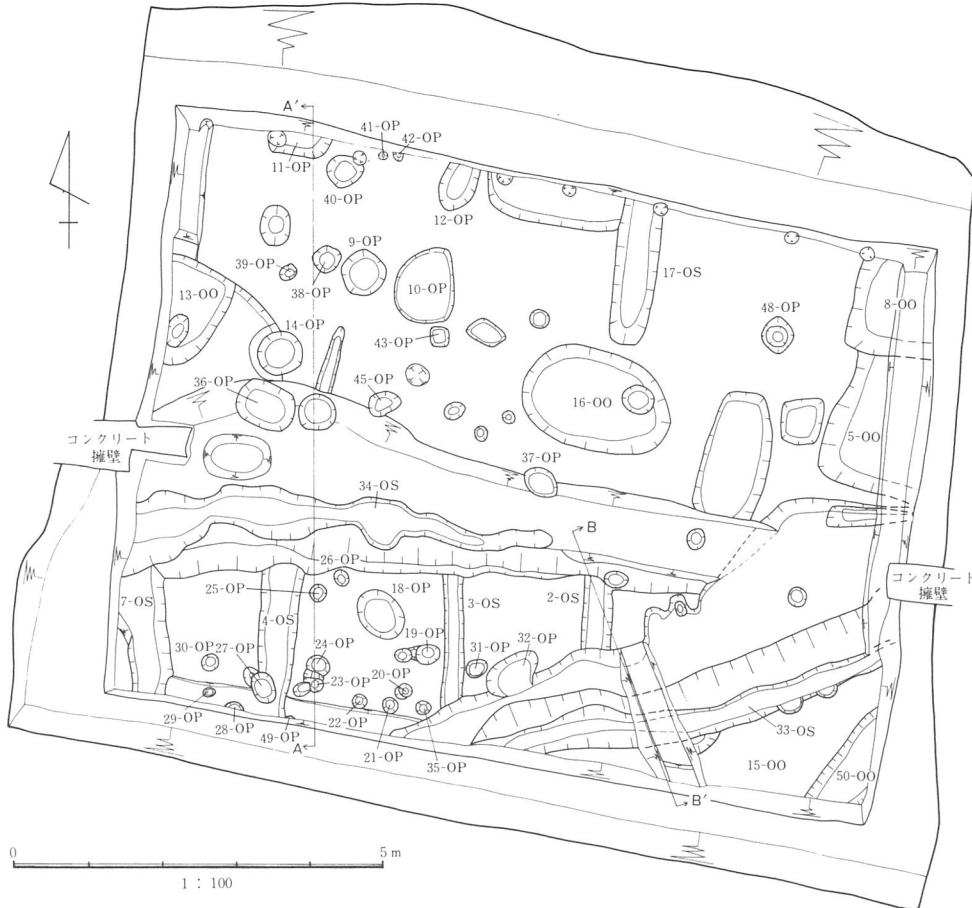 A'
41-OP
42-OP
11-OP
40-OP
12-OP
9-OP
39-OP
38-OP
10-OP
17-OS
13-OO
8-OO
48-OP
14-OP
43-OP
36-OP
45-OP
16-OO
5-OO
コンクリート
擁壁
37-OP
34-OS
B
26-OP
コンクリート
擁壁
25-OP
18-OP
7-OS
4-OS
3-OS
2-OS
30-OP
27-OP
24-OP
19-OP
31-OP
32-OP
23-OP
20-OP
29-OP
28-OP
49-OP
22-OP
21-OP
35-OP
33-OS
A
15-OO
50-OO
B'
0
5 m
1 : 100